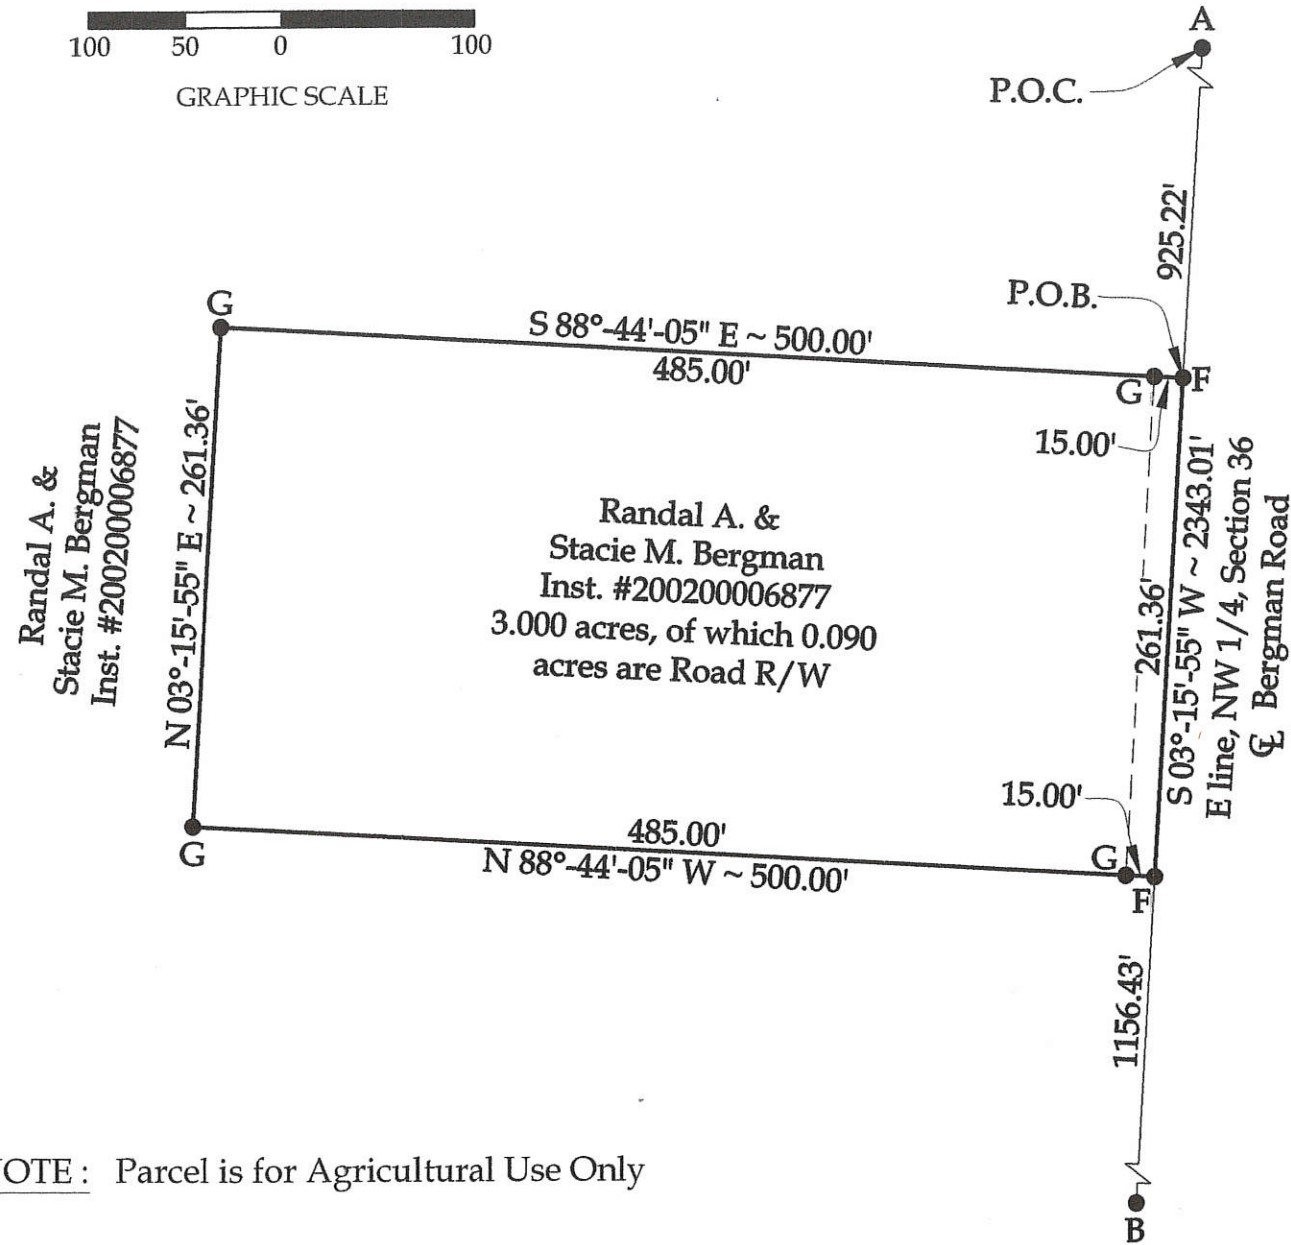 100 50 0 100
GRAPHIC SCALE
A
P.O.C.
925.22'
P.O.B.
G
S 88°-44'-05" E ~ 500.00'
485.00'
G
F
15.00'
Randal A. &
Stacie M. Bergman
Inst. #200200006877
N 03°-15'-55" E ~ 261.36'
Randal A. &
Stacie M. Bergman
Inst. #200200006877
3.000 acres, of which 0.090
acres are Road R/W
261.36'
S 03°-15'-55" W ~ 2343.01'
E line, NW 1/4, Section 36
℄ Bergman Road
15.00'
G
485.00'
N 88°-44'-05" W ~ 500.00'
G
F
1156.43'
OTE : Parcel is for Agricultural Use Only
B